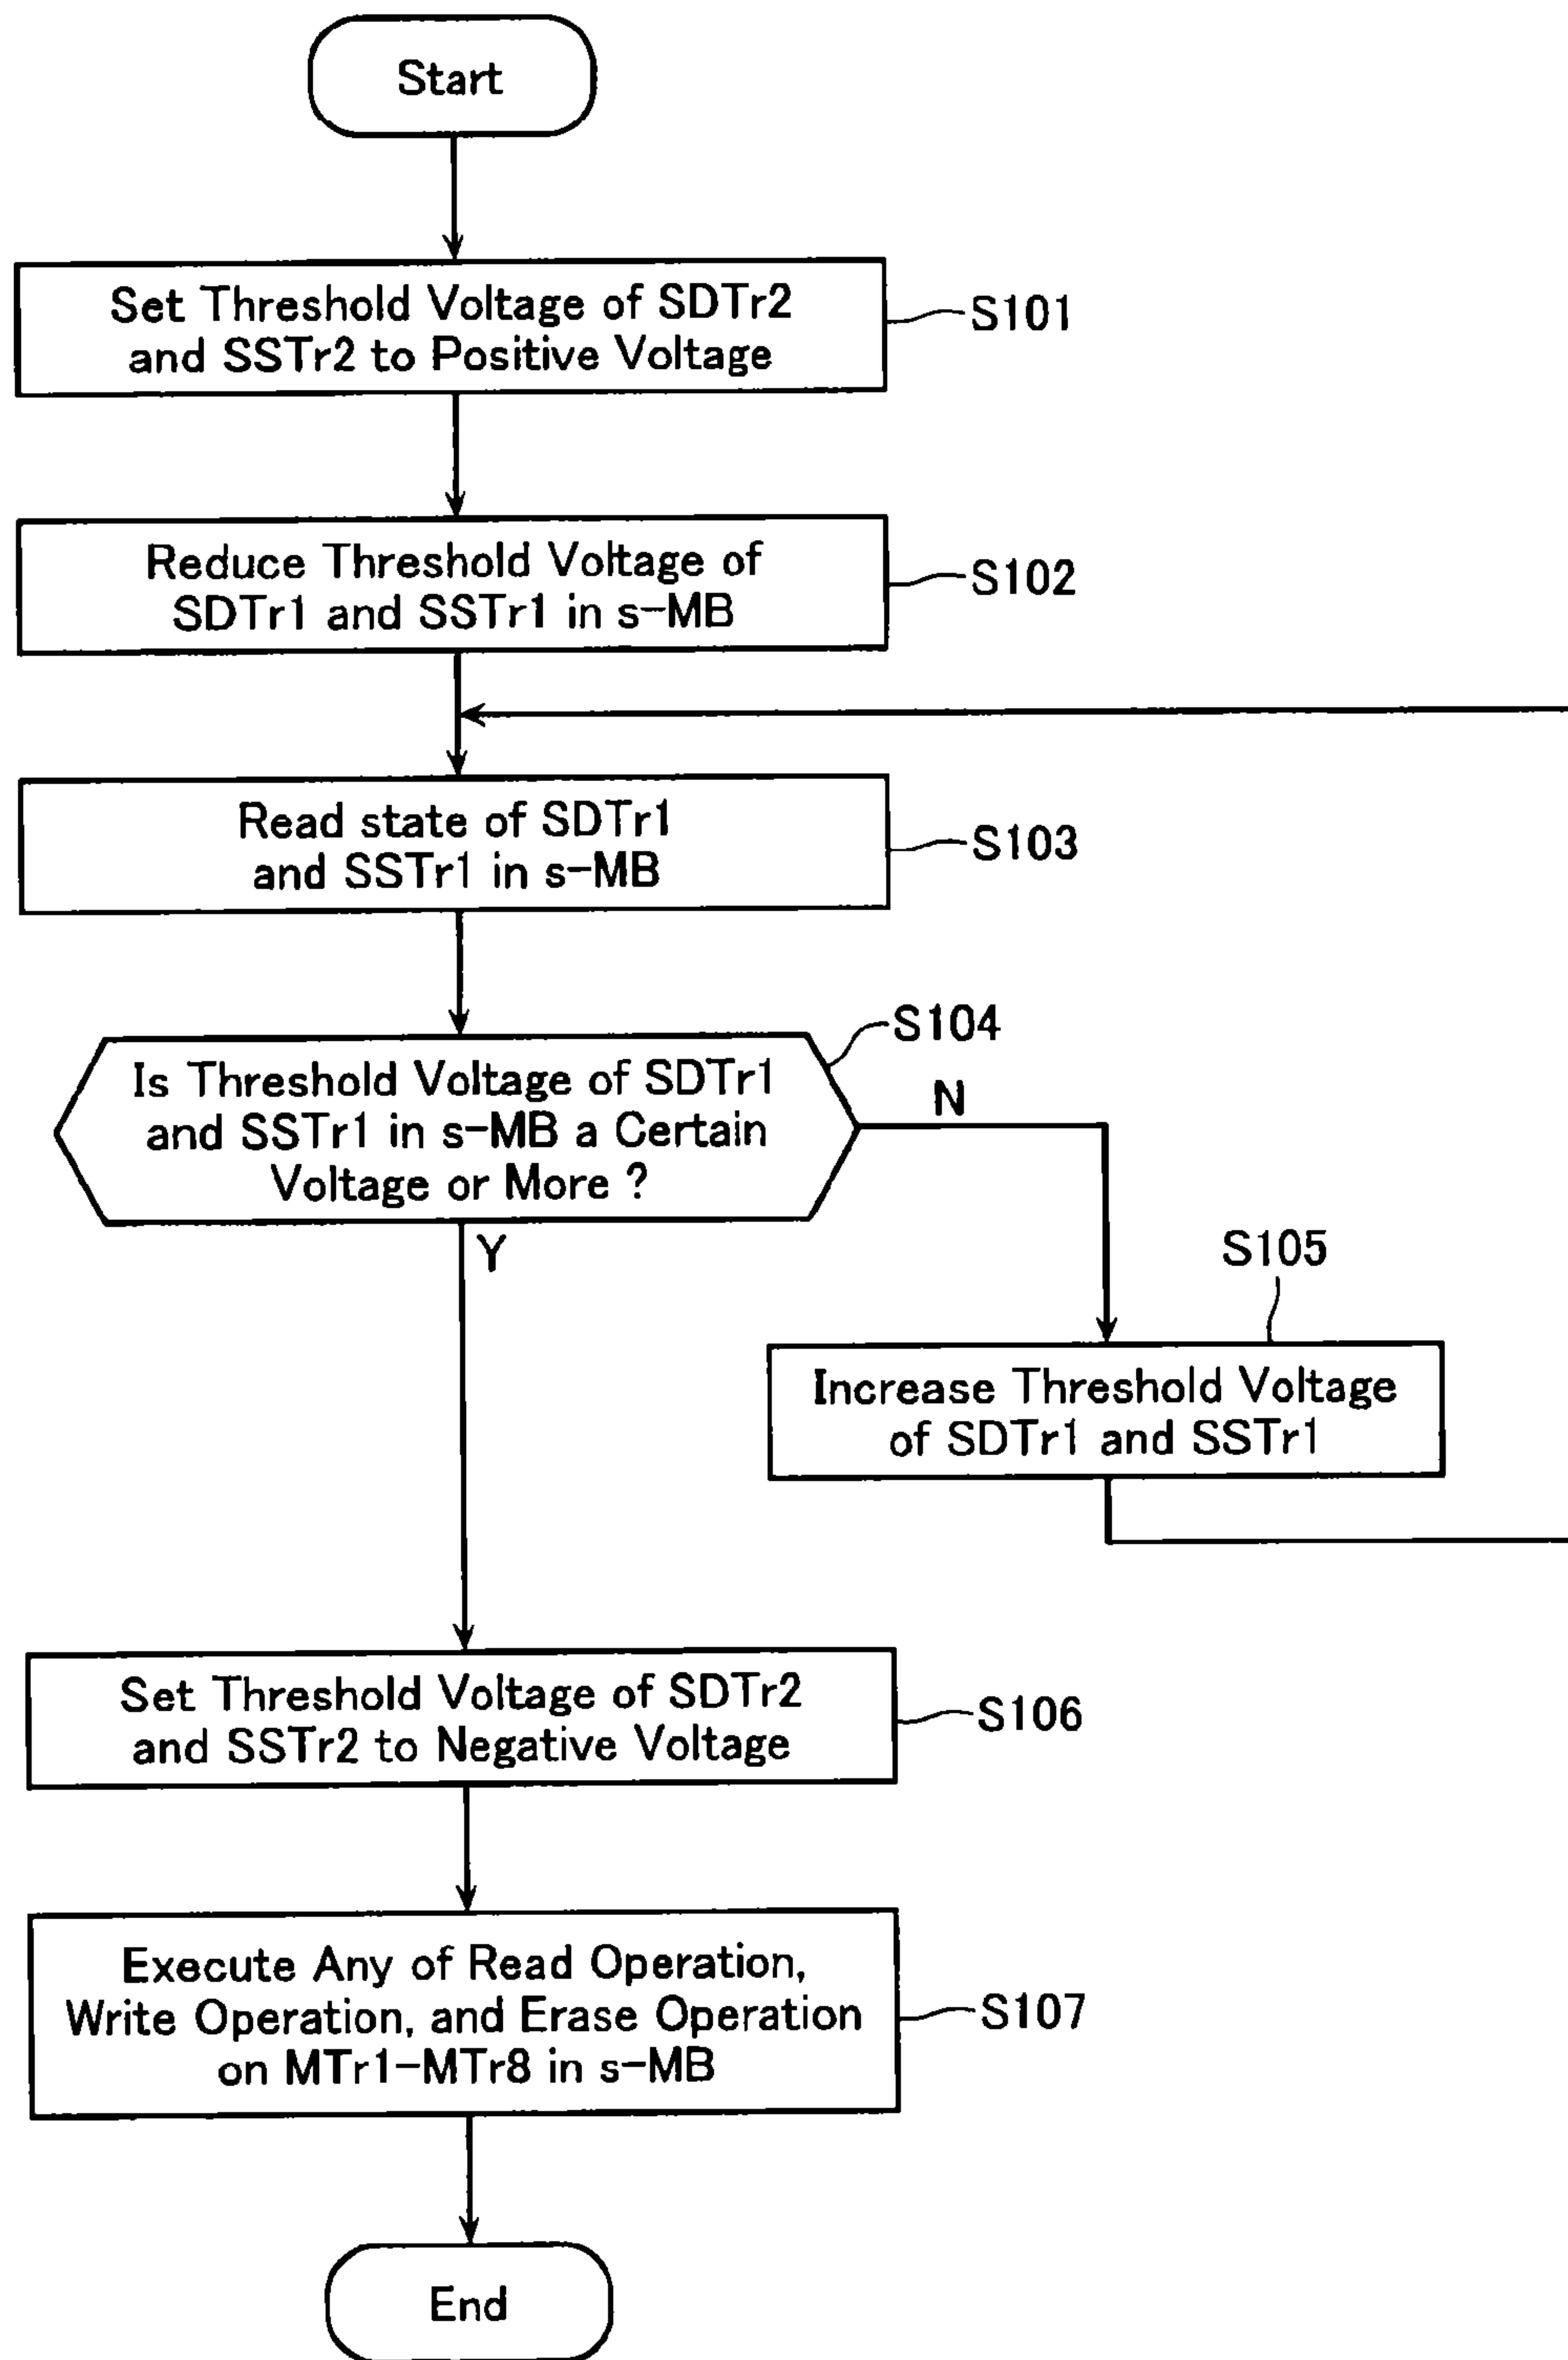 Start
Set Threshold Voltage of SDTr2
and SSTr2 to Positive Voltage
S101
Reduce Threshold Voltage of
SDTr1 and SSTr1 in s-MB
S102
Read state of SDTr1
and SSTr1 in s-MB
S103
S104
Is Threshold Voltage of SDTr1
and SSTr1 in s-MB a Certain
Voltage or More ?
N
Y
S105
Increase Threshold Voltage
of SDTr1 and SSTr1
Set Threshold Voltage of SDTr2
and SSTr2 to Negative Voltage
S106
Execute Any of Read Operation,
Write Operation, and Erase Operation
on MTr1-MTr8 in s-MB
S107
End